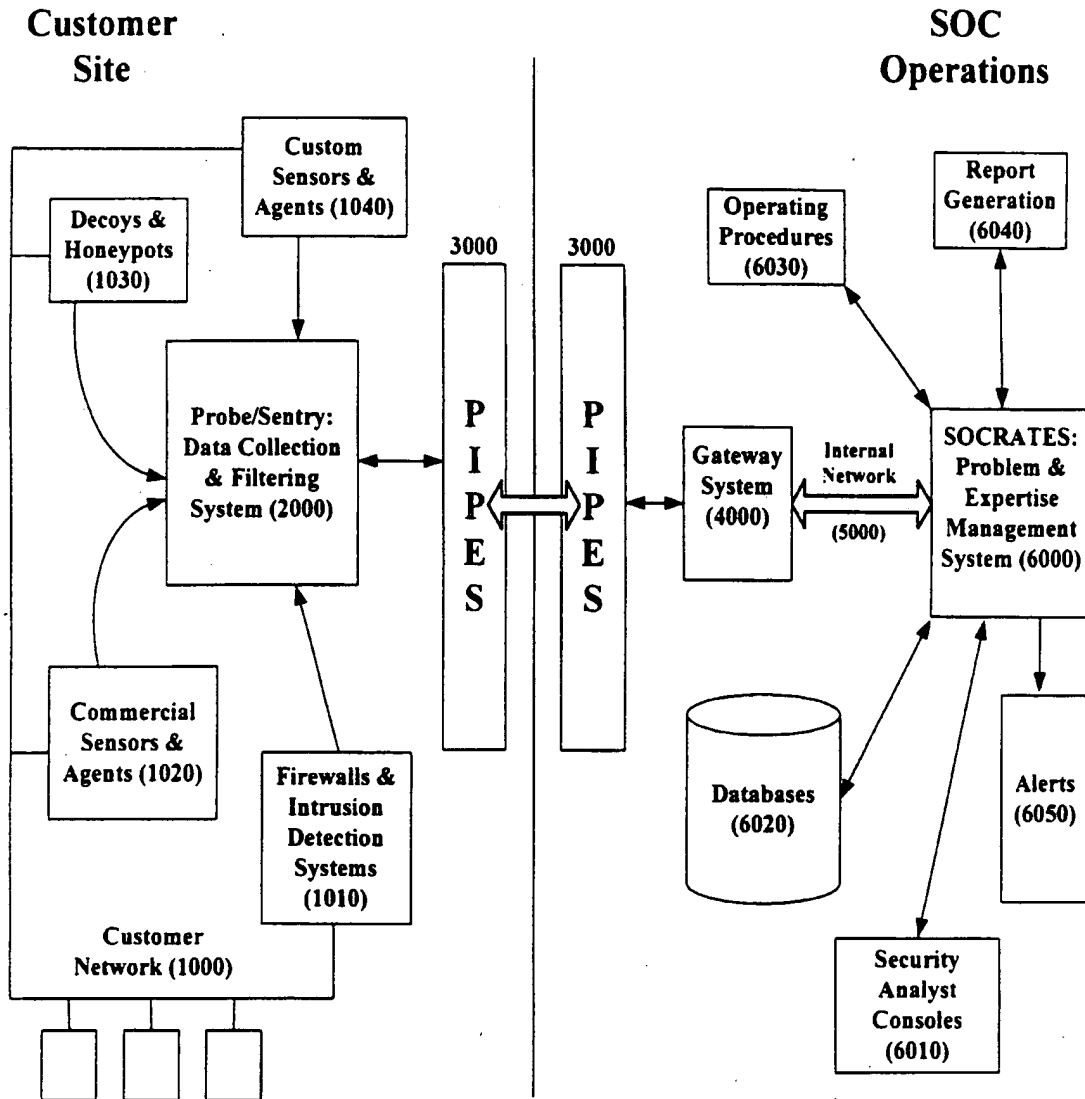 Customer
Site
SOC
Operations
Custom
Sensors &
Agents (1040)
Decoys &
Honeypots
(1030)
Probe/Sentry:
Data Collection
& Filtering
System (2000)
Commercial
Sensors &
Agents (1020)
Firewalls &
Intrusion
Detection
Systems
(1010)
Customer
Network (1000)
3000
P
I
P
E
S
3000
P
I
P
E
S
Operating
Procedures
(6030)
Report
Generation
(6040)
Gateway
System
(4000)
Internal
Network
(5000)
SOCRATES:
Problem &
Expertise
Management
System (6000)
Databases
(6020)
Alerts
(6050)
Security
Analyst
Consoles
(6010)